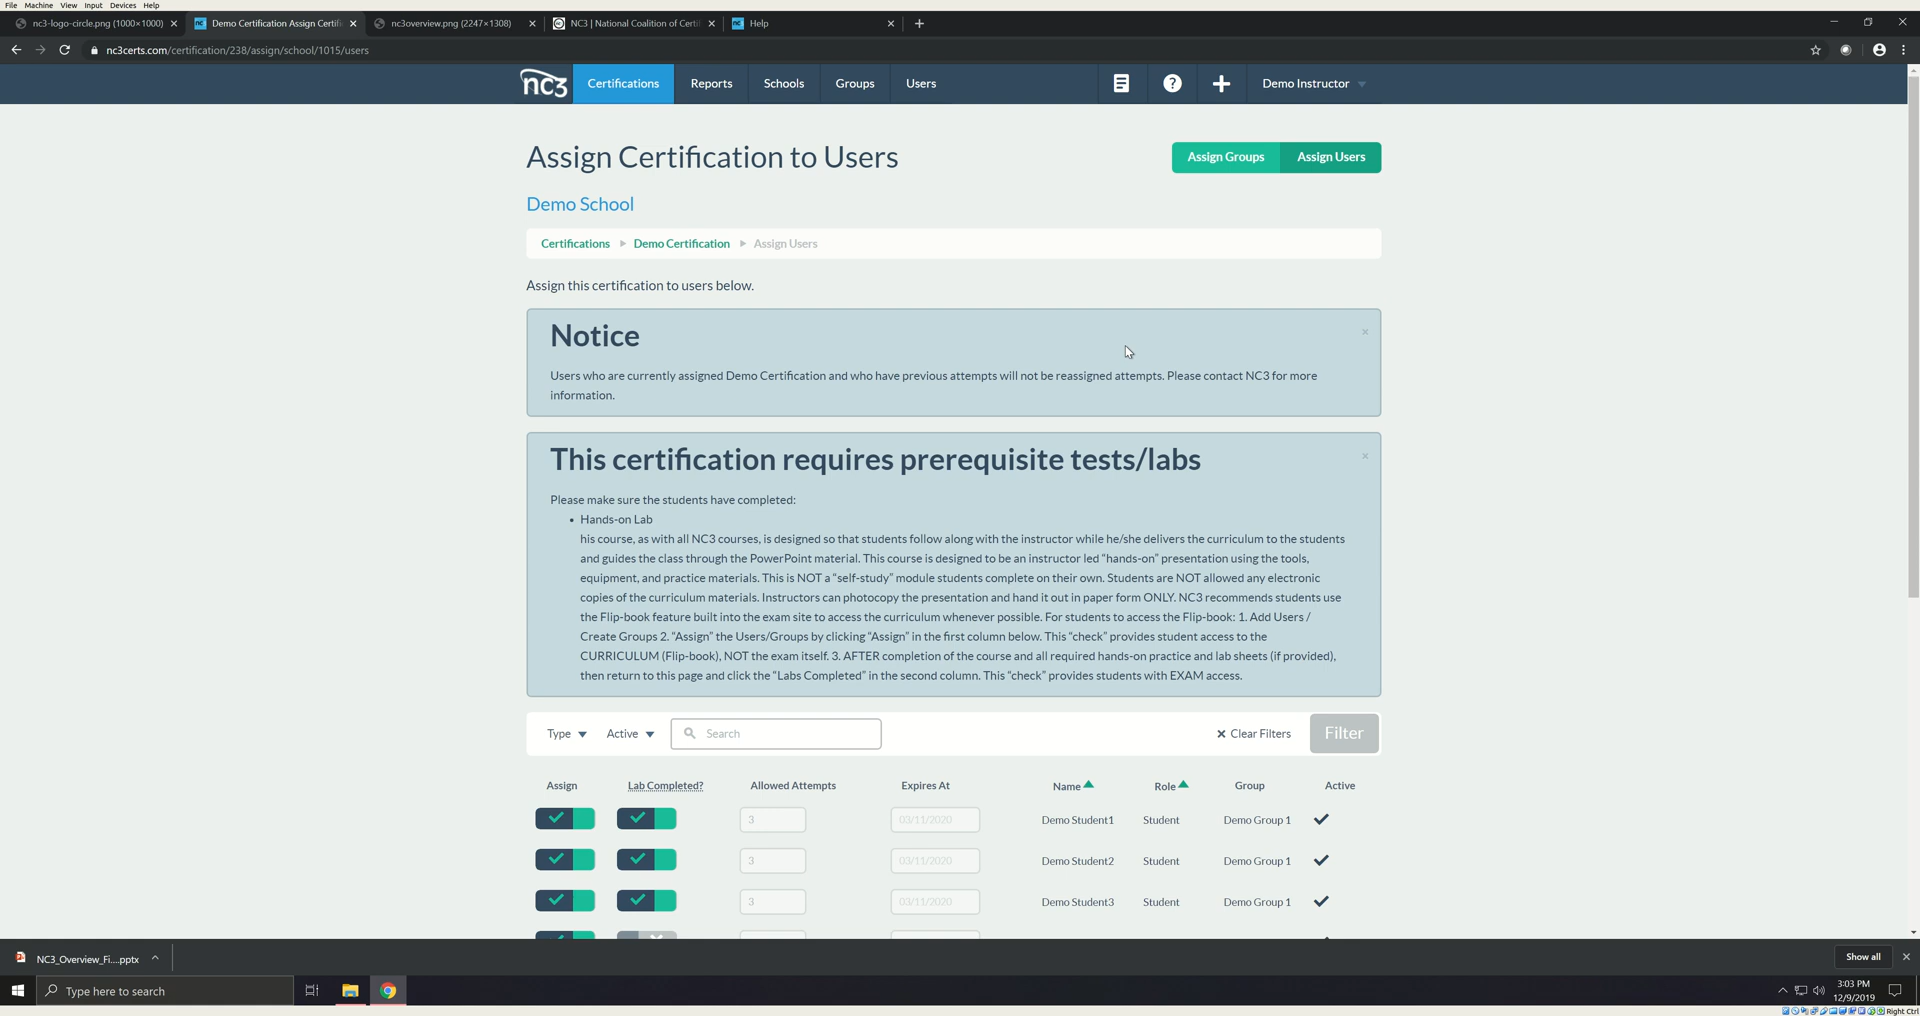 File Machine View Input Devices Help
nc3-logo-circle.png (1000×1000)
Demo Certification Assign Certifi
nc3overview.png (2247×1308)
NC3 | National Coalition of Certi
Help
nc3certs.com/certification/238/assign/school/1015/users
nc3
Certifications
Reports
Schools
Groups
Users
Demo Instructor
Assign Certification to Users
Assign Groups
Assign Users
Demo School
Certifications
Demo Certification
Assign Users
Assign this certification to users below.
Notice
Users who are currently assigned Demo Certification and who have previous attempts will not be reassigned attempts. Please contact NC3 for more
information.
This certification requires prerequisite tests/labs
Please make sure the students have completed:
• Hands-on Lab
his course, as with all NC3 courses, is designed so that students follow along with the instructor while he/she delivers the curriculum to the students
and guides the class through the PowerPoint material. This course is designed to be an instructor led “hands-on” presentation using the tools,
equipment, and practice materials. This is NOT a “self-study” module students complete on their own. Students are NOT allowed any electronic
copies of the curriculum materials. Instructors can photocopy the presentation and hand it out in paper form ONLY. NC3 recommends students use
the Flip-book feature built into the exam site to access the curriculum whenever possible. For students to access the Flip-book: 1. Add Users /
Create Groups 2. “Assign” the Users/Groups by clicking “Assign” in the first column below. This “check” provides student access to the
CURRICULUM (Flip-book), NOT the exam itself. 3. AFTER completion of the course and all required hands-on practice and lab sheets (if provided),
then return to this page and click the “Labs Completed” in the second column. This “check” provides students with EXAM access.
Type Active Search Clear Filters Filter
Assign Lab Completed? Allowed Attempts Expires At Name Role Group Active
3 03/11/2020 Demo Student1 Student Demo Group 1
3 03/11/2020 Demo Student2 Student Demo Group 1
3 03/11/2020 Demo Student3 Student Demo Group 1
NC3_Overview_Fi....pptx
Show all
Type here to search
3:03 PM
12/9/2019
Right Ctrl